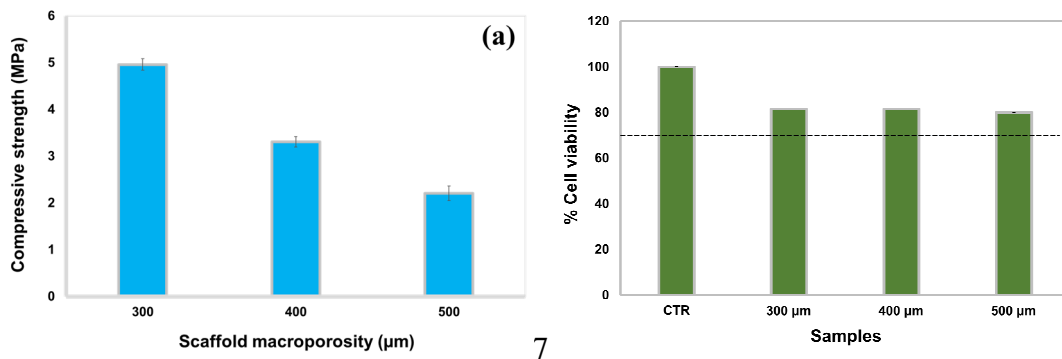 (a)
Compressive strength (MPa)
6
5
4
3
2
1
0
300 400 500
Scaffold macroporosity (µm)
7
% Cell viability
120
100
80
60
40
20
0
CTR 300 µm 400 µm 500 µm
Samples